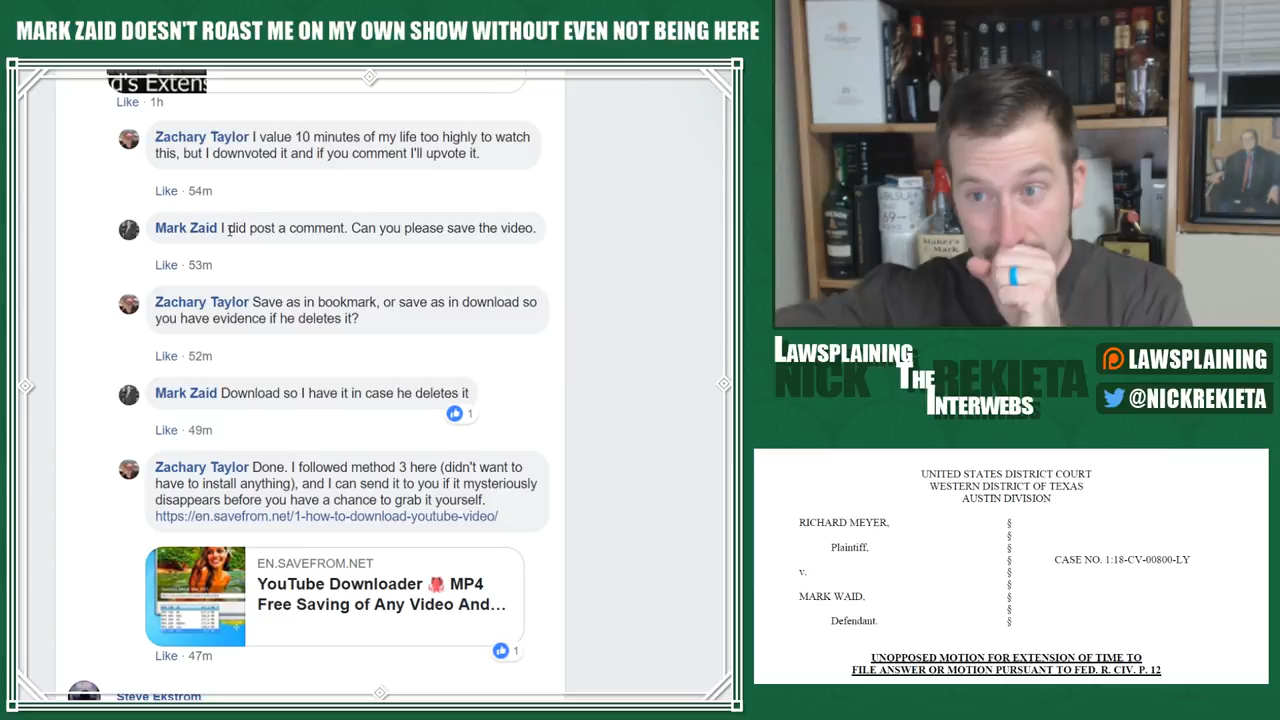 MARK ZAID DOESN'T ROAST ME ON MY OWN SHOW WITHOUT EVEN NOT BEING HERE
d's Extens
Like · 1h
Zachary Taylor I value 10 minutes of my life too highly to watch
this, but I downvoted it and if you comment I'll upvote it.
Like · 54m
Mark Zaid I did post a comment. Can you please save the video.
Like · 53m
Zachary Taylor Save as in bookmark, or save as in download so
you have evidence if he deletes it?
Like · 52m
Mark Zaid Download so I have it in case he deletes it
1
Like · 49m
Zachary Taylor Done. I followed method 3 here (didn't want to
have to install anything), and I can send it to you if it mysteriously
disappears before you have a chance to grab it yourself.
https://en.savefrom.net/1-how-to-download-youtube-video/
EN.SAVEFROM.NET
YouTube Downloader MP4
Free Saving of Any Video And...
1
Like · 47m
Steve Ekstrom
Maker's
Mark
69
LAWSPLAINING
THE
INTERWEBS
NICK REKIETA
LAWSPLAINING
@NICKREKIETA
UNITED STATES DISTRICT COURT
WESTERN DISTRICT OF TEXAS
AUSTIN DIVISION
RICHARD MEYER, §
§
Plaintiff, §
§ CASE NO. 1:18-CV-00800-LY
v. §
§
MARK WAID, §
§
Defendant. §
UNOPPOSED MOTION FOR EXTENSION OF TIME TO
FILE ANSWER OR MOTION PURSUANT TO FED. R. CIV. P. 12